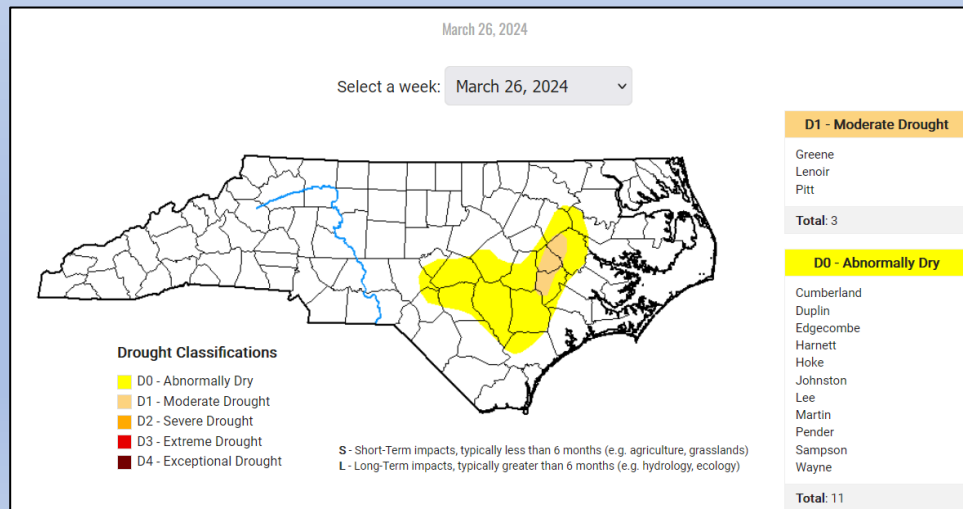 March 26, 2024
Select a week: March 26, 2024
D1 - Moderate Drought
Greene
Lenoir
Pitt
Total: 3
D0 - Abnormally Dry
Cumberland
Duplin
Edgecombe
Harnett
Hoke
Johnston
Lee
Martin
Pender
Sampson
Wayne
Total: 11
Drought Classifications
D0 - Abnormally Dry
D1 - Moderate Drought
D2 - Severe Drought
D3 - Extreme Drought
D4 - Exceptional Drought
S - Short-Term impacts, typically less than 6 months (e.g. agriculture, grasslands)
L - Long-Term impacts, typically greater than 6 months (e.g. hydrology, ecology)